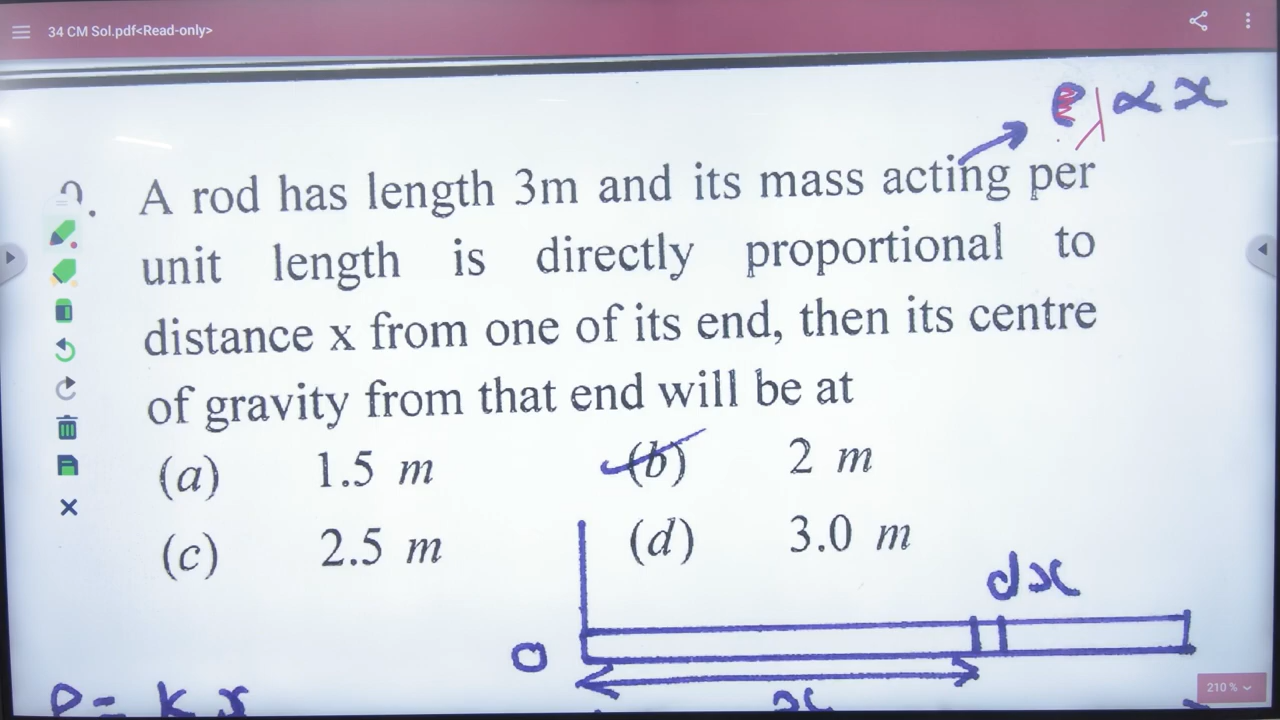 34 CM Sol.pdf<Read-only>
λ ∝ x
A rod has length 3m and its mass acting per
unit length is directly proportional to
distance x from one of its end, then its centre
of gravity from that end will be at
(a) 1.5 m (b) 2 m
(c) 2.5 m (d) 3.0 m
dx
O
x
ρ = k x
210 %